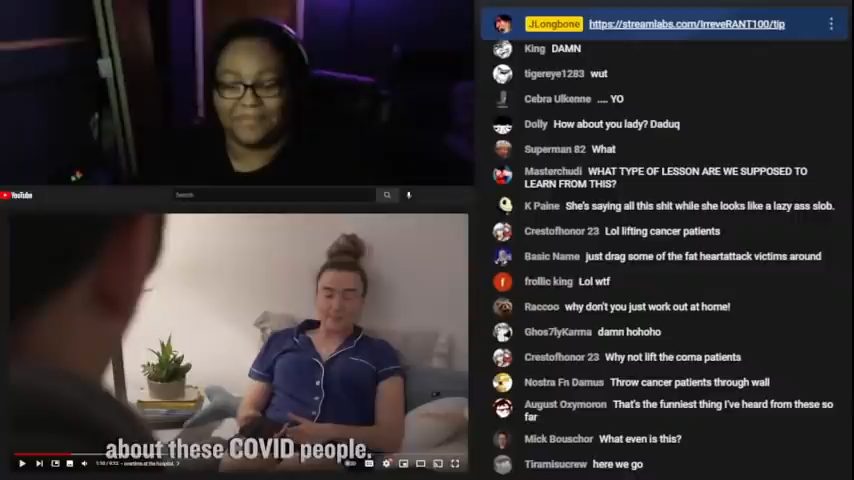 JLongbone https://streamlabs.com/IrreveRANT100/tip
King DAMN
tigereye1283 wut
Cebra Ulkenne .... YO
Dolly How about you lady? Daduq
Superman 82 What
Masterchudi WHAT TYPE OF LESSON ARE WE SUPPOSED TO
LEARN FROM THIS?
K Paine She's saying all this shit while she looks like a lazy ass slob.
Crestofhonor 23 Lol lifting cancer patients
Basic Name just drag some of the fat heartattack victims around
frollic king Lol wtf
Raccoo why don't you just work out at home!
Ghos7lyKarma damn hohoho
Crestofhonor 23 Why not lift the coma patients
Nostra Fn Damus Throw cancer patients through wall
August Oxymoron That's the funniest thing I've heard from these so
far
Mick Bouschor What even is this?
Tiramisucrew here we go
YouTube
Search
about these COVID people.